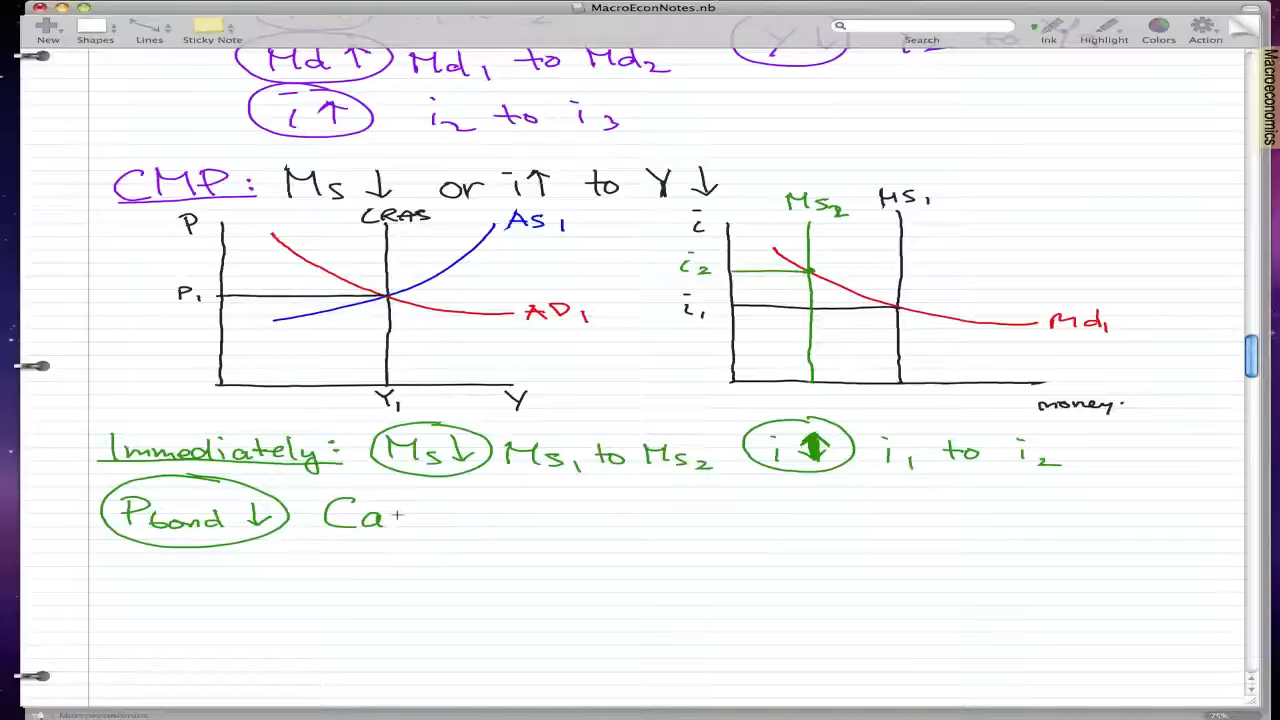 MacroEconNotes.nb
New Shapes Lines Sticky Note Search Ink Highlight Colors Action
Macroeconomics
Md↑ Md1 to Md2
i↑ i2 to i3
CMP: Ms↓ or i↑ to Y↓
P LRAS AS1
P1
AD1
Y1 Y
i MS2 MS1
i2
i1
Md1
money.
Immediately: Ms↓ Ms1 to Ms2 i↑ i1 to i2
Pbond↓ Ca
Macroeconomics
75%